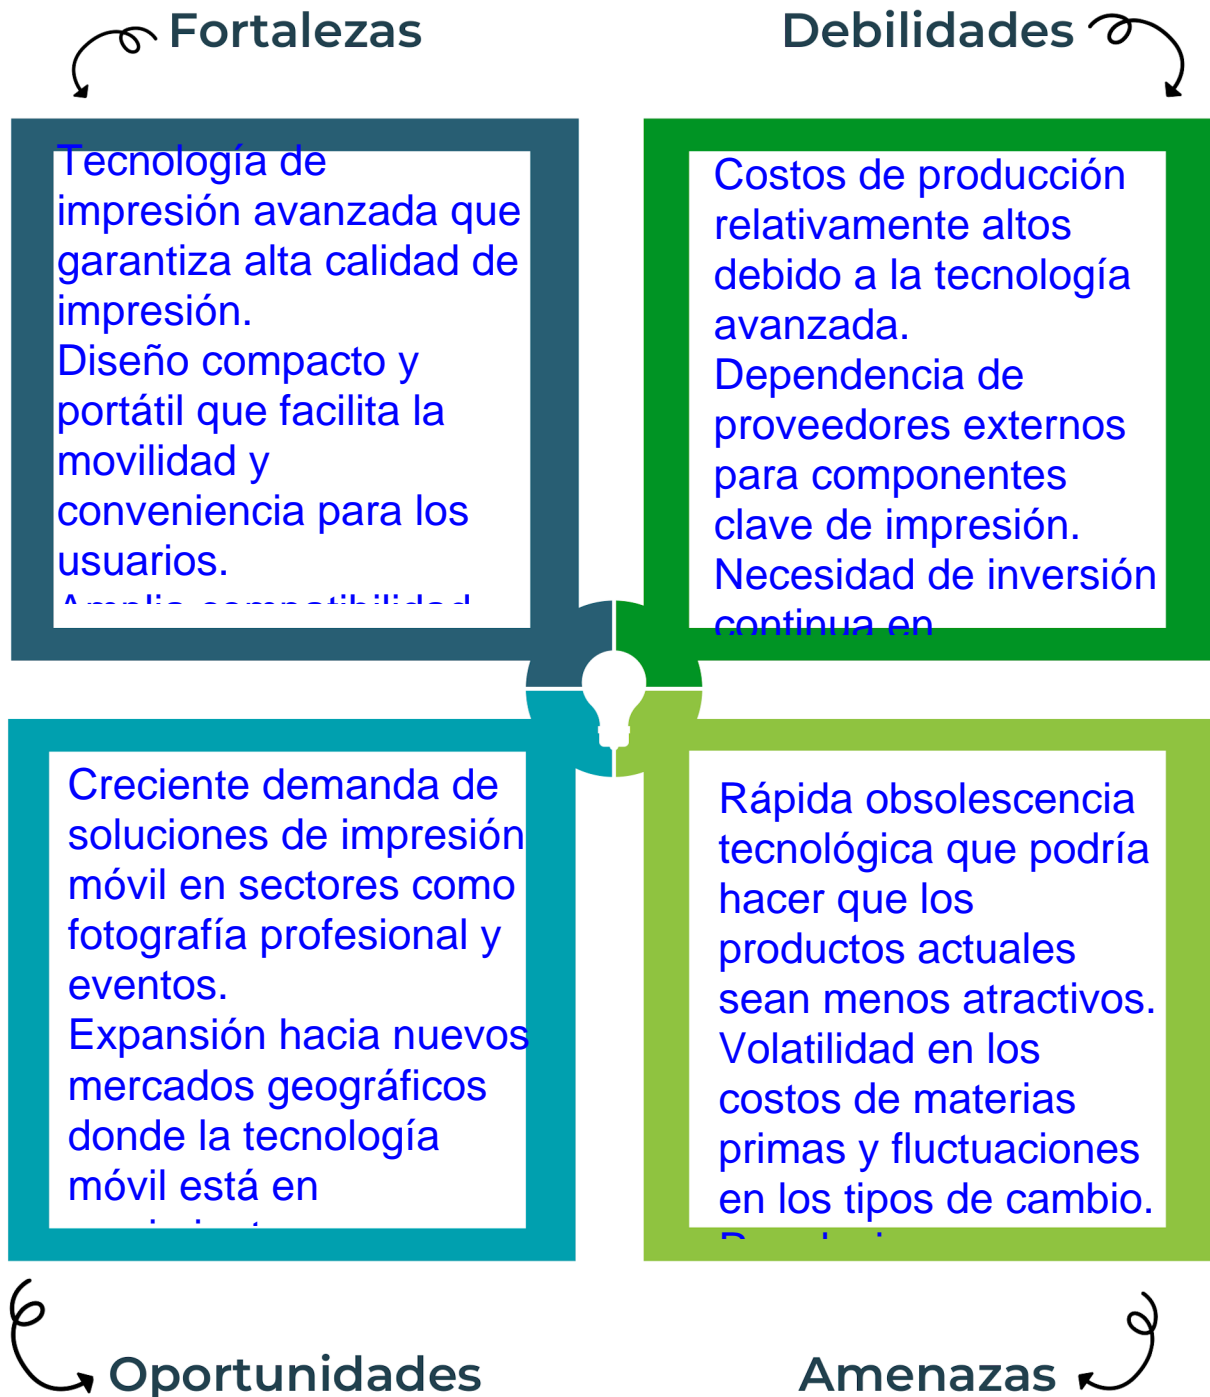 Fortalezas
Tecnología de
impresión avanzada que
garantiza alta calidad de
impresión.
Diseño compacto y
portátil que facilita la
movilidad y
conveniencia para los
usuarios.
Amplia compatibilidad
Debilidades
Costos de producción
relativamente altos
debido a la tecnología
avanzada.
Dependencia de
proveedores externos
para componentes
clave de impresión.
Necesidad de inversión
continua en
Creciente demanda de
soluciones de impresión
móvil en sectores como
fotografía profesional y
eventos.
Expansión hacia nuevos
mercados geográficos
donde la tecnología
móvil está en
Oportunidades
Rápida obsolescencia
tecnológica que podría
hacer que los
productos actuales
sean menos atractivos.
Volatilidad en los
costos de materias
primas y fluctuaciones
en los tipos de cambio.
Amenazas